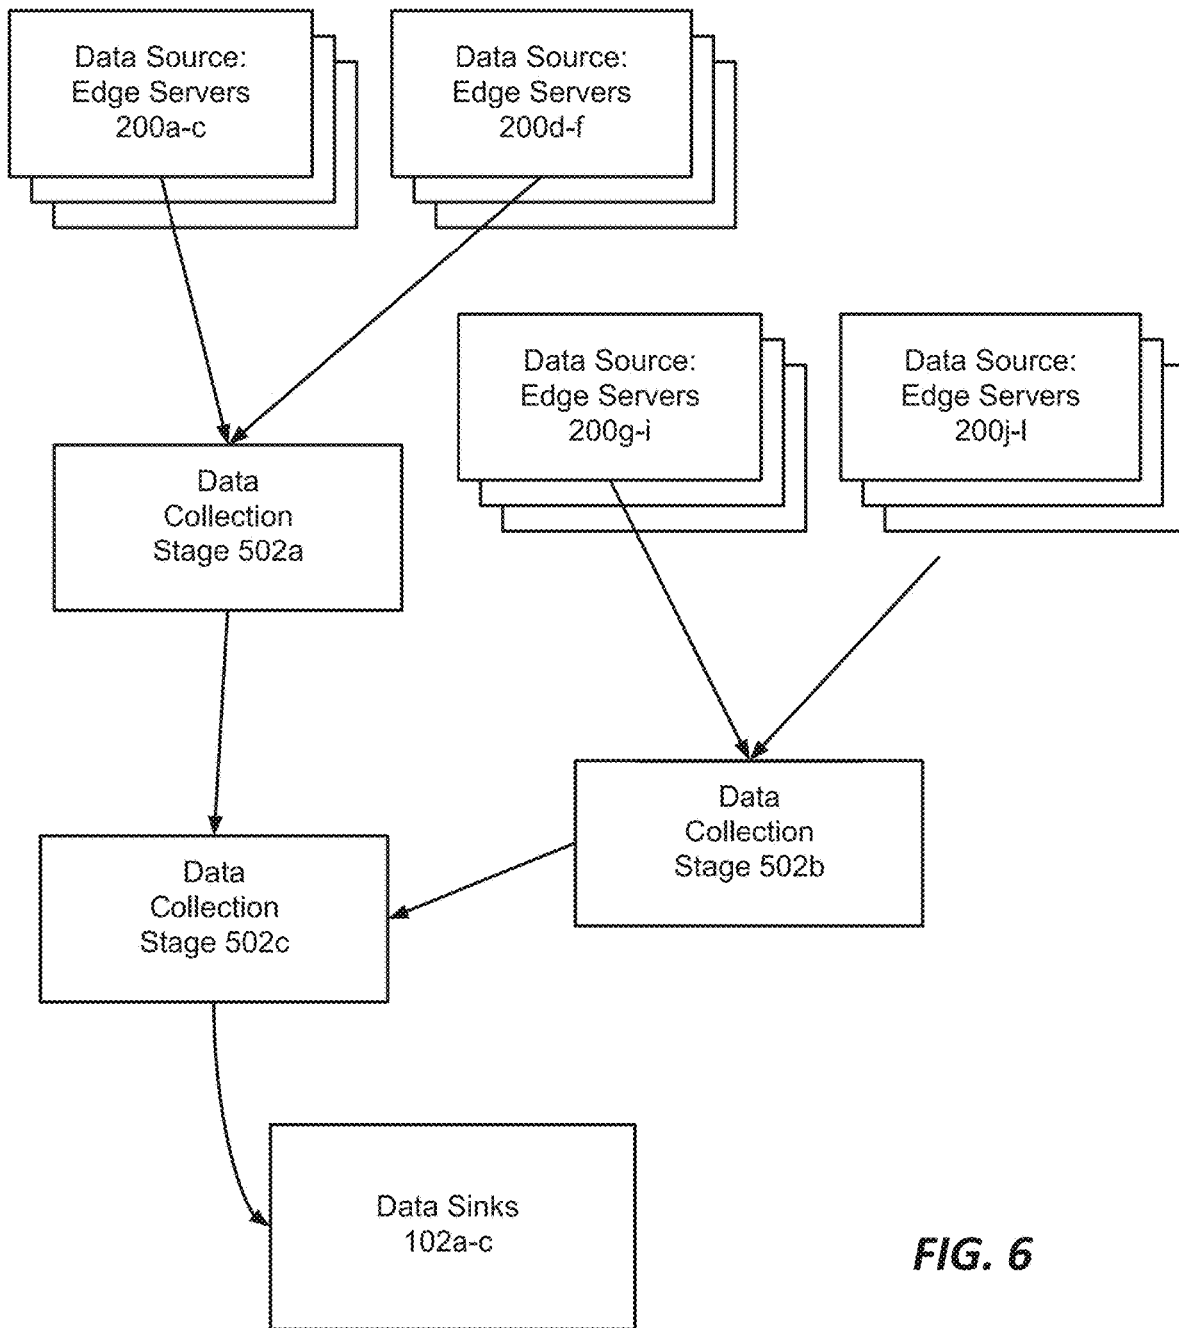 Data Source:
Edge Servers
200a-c
Data Source:
Edge Servers
200d-f
Data Source:
Edge Servers
200g-i
Data Source:
Edge Servers
200j-l
Data
Collection
Stage 502a
Data
Collection
Stage 502b
Data
Collection
Stage 502c
Data Sinks
102a-c
FIG. 6